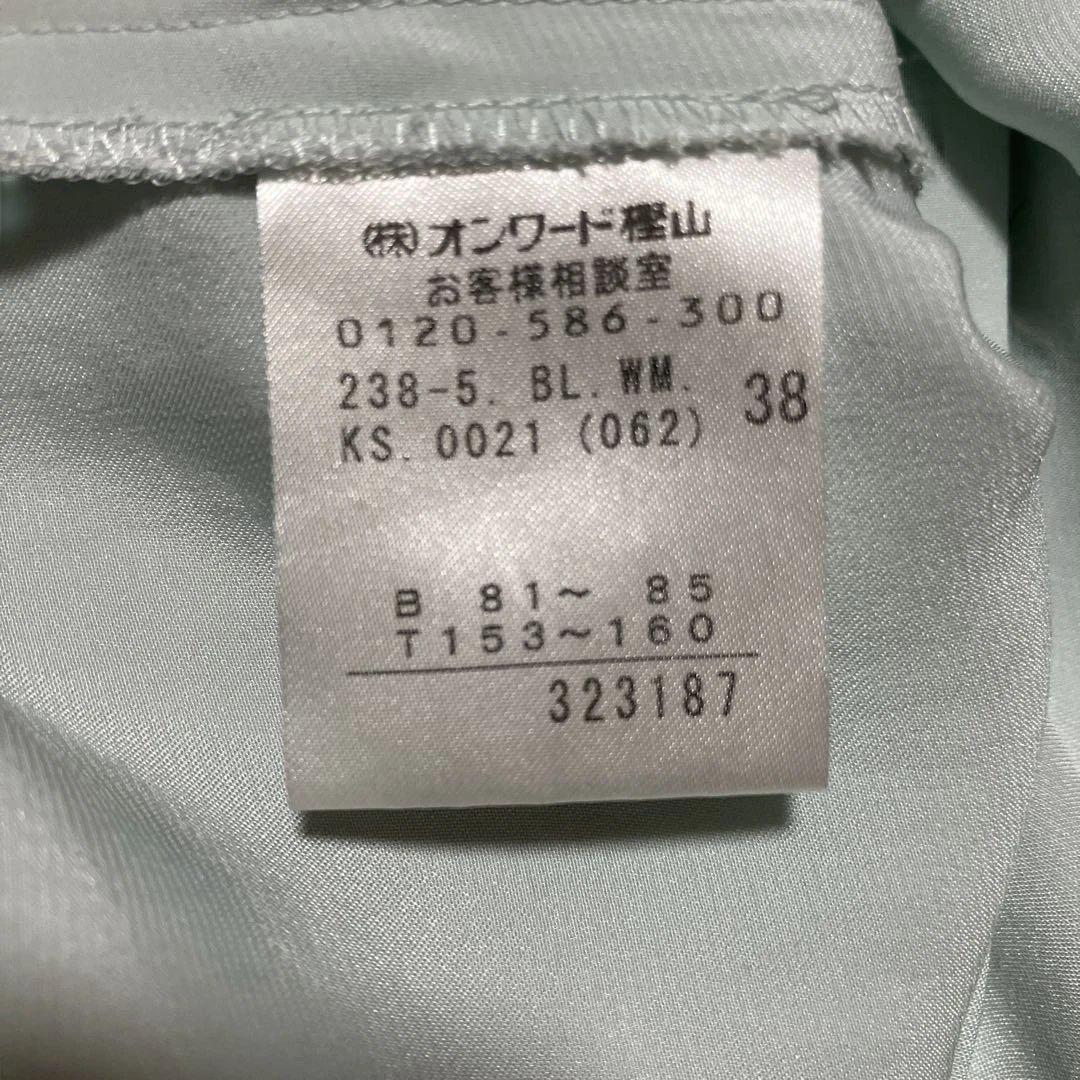 (株)オンワード樫山
お客様相談室
0120-586-300
238-5. BL. WM. 38
KS. 0021 (062)
B 81～ 85
T153～160
323187